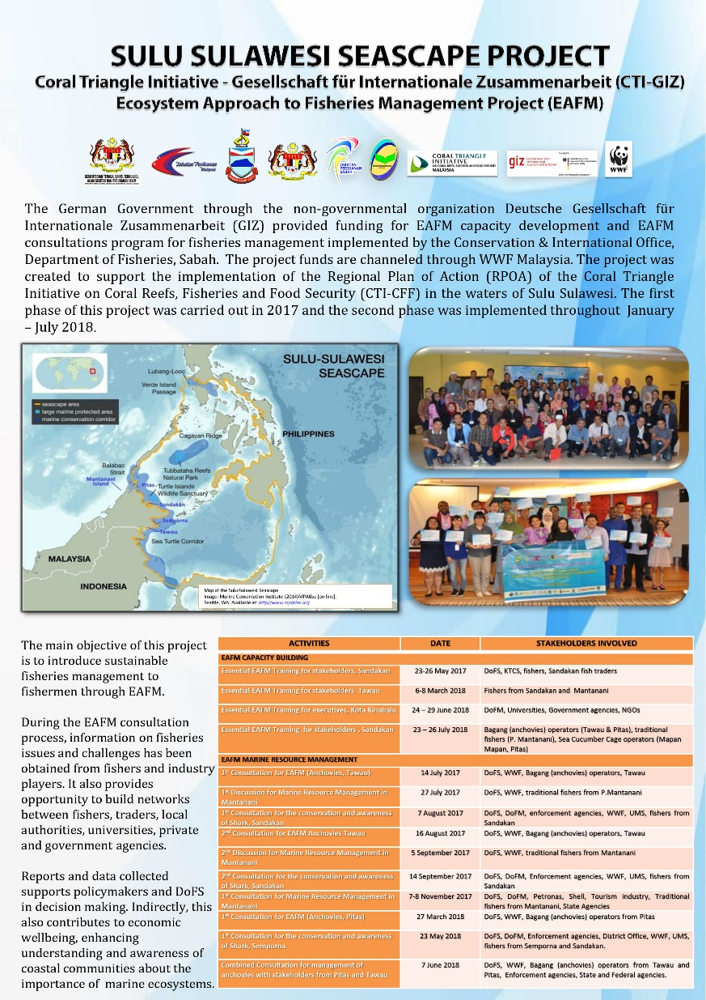 SULU SULAWESI SEASCAPE PROJECT
Coral Triangle Initiative - Gesellschaft für Internationale Zusammenarbeit (CTI-GIZ)
Ecosystem Approach to Fisheries Management Project (EAFM)
KEMENTERIAN TENAGA, SAINS, TEKNOLOGI,
ALAM SEKITAR DAN PERUBAHAN IKLIM
Jabatan Perikanan
Malaysia
JABATAN
PERIKANAN
SABAH
CORAL TRIANGLE
INITIATIVE
ON CORAL REEFS, FISHERIES AND FOOD SECURITY
MALAYSIA
giz
WWF
The German Government through the non-governmental organization Deutsche Gesellschaft für
Internationale Zusammenarbeit (GIZ) provided funding for EAFM capacity development and EAFM
consultations program for fisheries management implemented by the Conservation & International Office,
Department of Fisheries, Sabah. The project funds are channeled through WWF Malaysia. The project was
created to support the implementation of the Regional Plan of Action (RPOA) of the Coral Triangle
Initiative on Coral Reefs, Fisheries and Food Security (CTI-CFF) in the waters of Sulu Sulawesi. The first
phase of this project was carried out in 2017 and the second phase was implemented throughout January
– July 2018.
SULU-SULAWESI
SEASCAPE
seascape area
large marine protected area
marine conservation corridor
Lubang-Looc
Verde Island
Passage
PHILIPPINES
Cagayan Ridge
Balabac
Strait
Mantanani
Island
Tubbataha Reefs
Natural Park
Pitas
Turtle Islands
Wildlife Sanctuary
Sandakan
Semporna
Tawau
Sea Turtle Corridor
MALAYSIA
INDONESIA
Map of the Sulu-Sulawesi Seascape
Image: Marine Conservation Institute (2014)MPAtlas [on line].
Seattle, WA. Available at: http//www.mpatlas.org
The main objective of this project
is to introduce sustainable
fisheries management to
fishermen through EAFM.
During the EAFM consultation
process, information on fisheries
issues and challenges has been
obtained from fishers and industry
players. It also provides
opportunity to build networks
between fishers, traders, local
authorities, universities, private
and government agencies.
Reports and data collected
supports policymakers and DoFS
in decision making. Indirectly, this
also contributes to economic
wellbeing, enhancing
understanding and awareness of
coastal communities about the
importance of marine ecosystems.
ACTIVITIES DATE STAKEHOLDERS INVOLVED
EAFM CAPACITY BUILDING
Essential EAFM Training for stakeholders, Sandakan 23-26 May 2017 DoFS, KTCS, fishers, Sandakan fish traders
Essential EAFM Training for stakeholders Tawau 6-8 March 2018 Fishers from Sandakan and Mantanani
Essential EAFM Training for executives, Kota Kinabalu 24 – 29 June 2018 DoFM, Universities, Government agencies, NGOs
Essential EAFM Training for stakeholders , Sandakan 23 – 26 July 2018 Bagang (anchovies) operators (Tawau & Pitas), traditional
fishers (P. Mantanani), Sea Cucumber Cage operators (Mapan
Mapan, Pitas)
EAFM MARINE RESOURCE MANAGEMENT
1st Consultation for EAFM (Anchovies, Tawau) 14 July 2017 DoFS, WWF, Bagang (anchovies) operators, Tawau
1st Discussion for Marine Resource Management in 27 July 2017 DoFS, WWF, traditional fishers from P.Mantanani
Mantanani
1st Consultation for the conservation and awareness 7 August 2017 DoFS, DoFM, enforcement agencies, WWF, UMS, fishers from
of Shark, Sandakan Sandakan
2nd Consultation for EAFM Anchovies Tawau 16 August 2017 DoFS, WWF, Bagang (anchovies) operators, Tawau
2nd Discussion for Marine Resource Management in 5 September 2017 DoFS, WWF, traditional fishers from Mantanani
Mantanani
2nd Consultation for the conservation and awareness 14 September 2017 DoFS, DoFM, Enforcement agencies, WWF, UMS, fishers from
of Shark, Sandakan Sandakan
1st Consultation for Marine Resource Management in 7-8 November 2017 DoFS, DoFM, Petronas, Shell, Tourism Industry, Traditional
Mantanani fishers from Mantanani, State Agencies
1st Consultation for EAFM (Anchovies, Pitas) 27 March 2018 DoFS, WWF, Bagang (anchovies) operators from Pitas
1st Consultation for the conservation and awareness 23 May 2018 DoFS, DoFM, Enforcement agencies, District Office, WWF, UMS,
of Shark, Semporna fishers from Semporna and Sandakan.
Combined Consultation for management of 7 June 2018 DoFS, WWF, Bagang (anchovies) operators from Tawau and
anchovies with stakeholders from Pitas and Tawau Pitas, Enforcement agencies, State and Federal agencies.